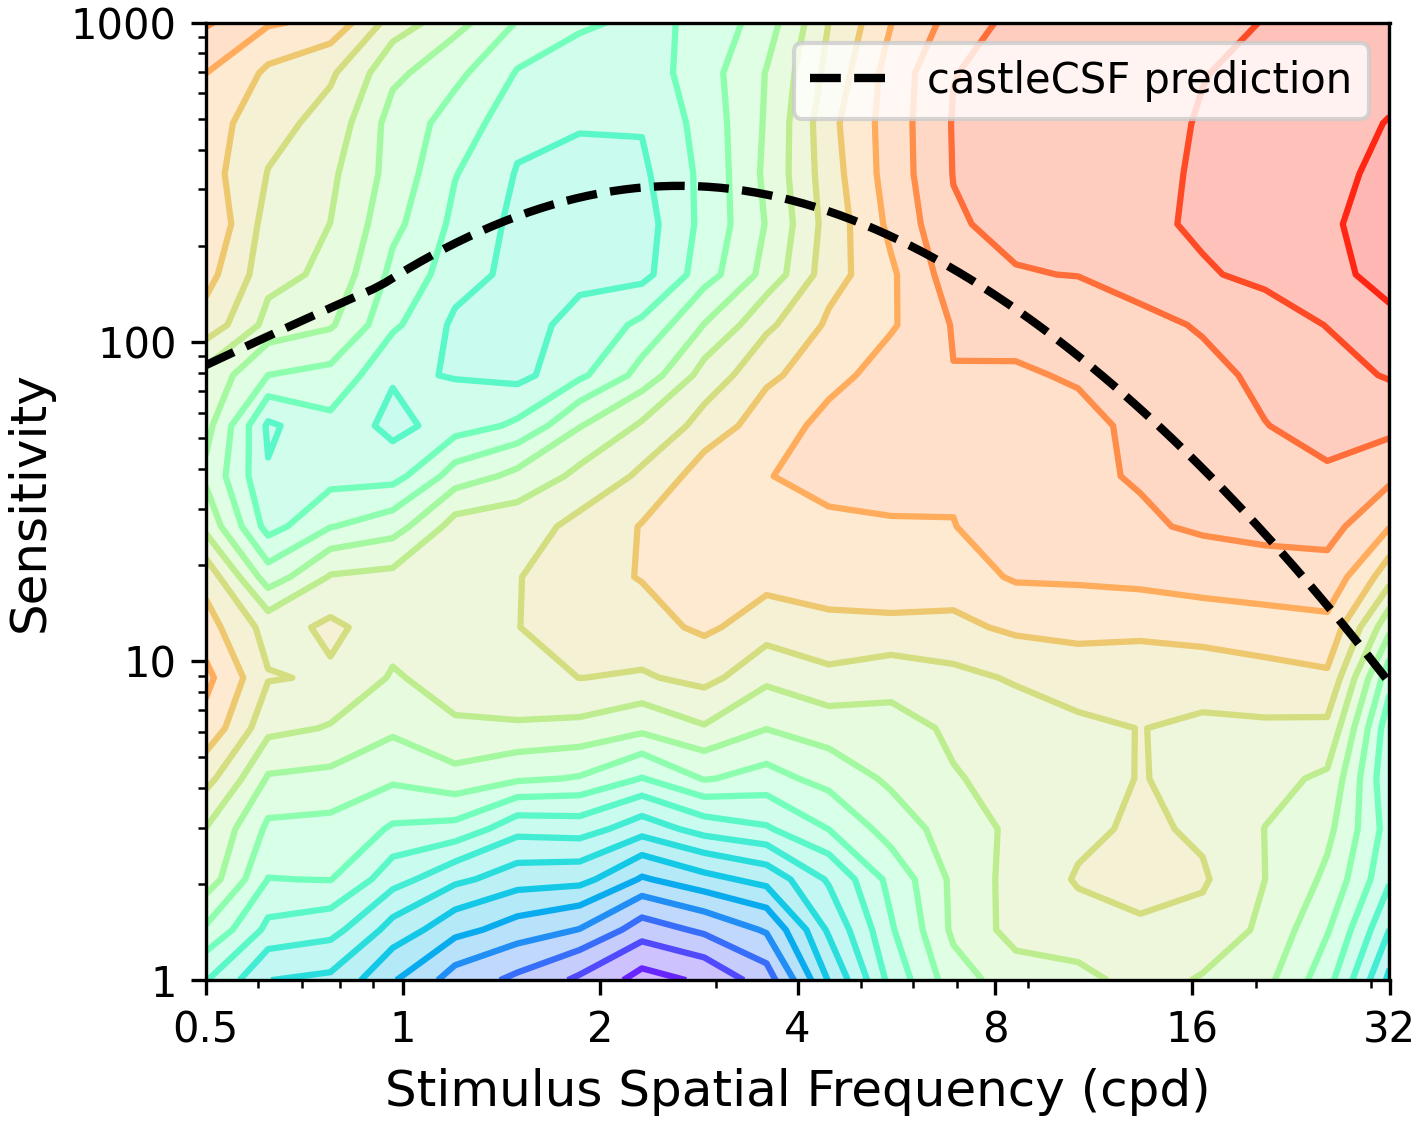 1000
castleCSF prediction
100
Sensitivity
10
1
0.5 1 2 4 8 16 32
Stimulus Spatial Frequency (cpd)